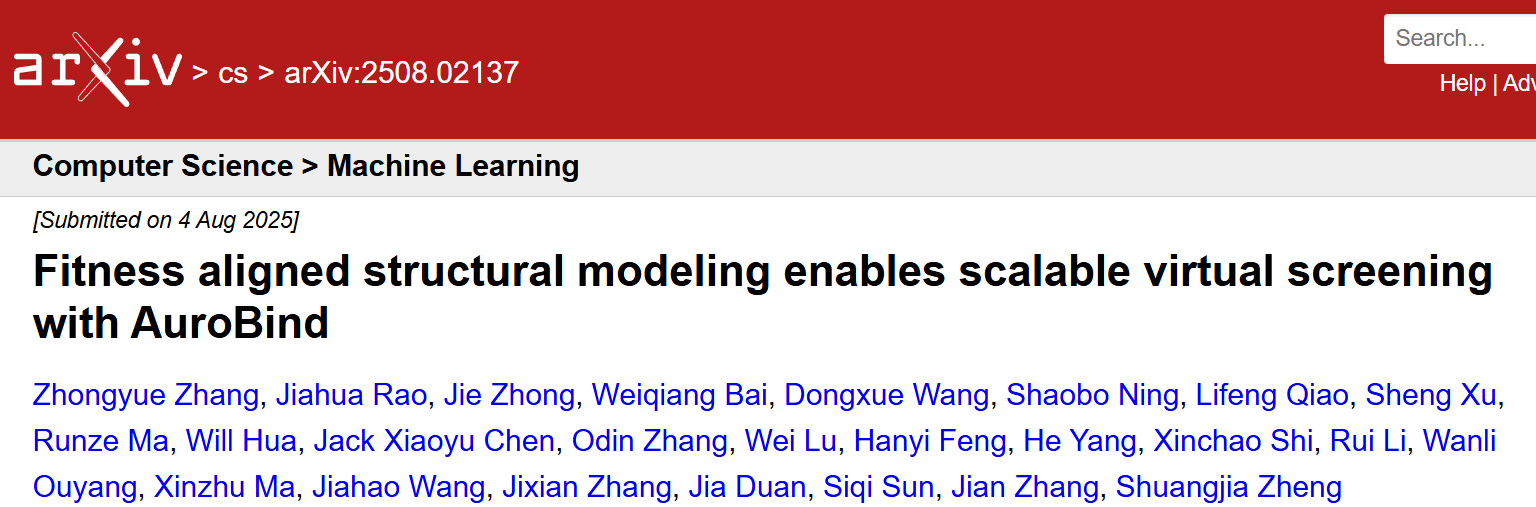 arXiv > cs > arXiv:2508.02137
Search...
Help |
Computer Science > Machine Learning
[Submitted on 4 Aug 2025]
Fitness aligned structural modeling enables scalable virtual screening
with AuroBind
Zhongyue Zhang, Jiahua Rao, Jie Zhong, Weiqiang Bai, Dongxue Wang, Shaobo Ning, Lifeng Qiao, Sheng Xu,
Runze Ma, Will Hua, Jack Xiaoyu Chen, Odin Zhang, Wei Lu, Hanyi Feng, He Yang, Xinchao Shi, Rui Li, Wanli
Ouyang, Xinzhu Ma, Jiahao Wang, Jixian Zhang, Jia Duan, Siqi Sun, Jian Zhang, Shuangjia Zheng